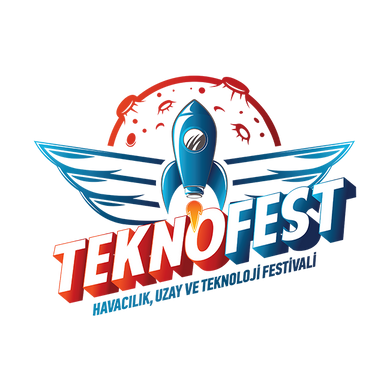 TEKNOFEST
HAVACILIK, UZAY VE TEKNOLOJİ FESTİVALİ